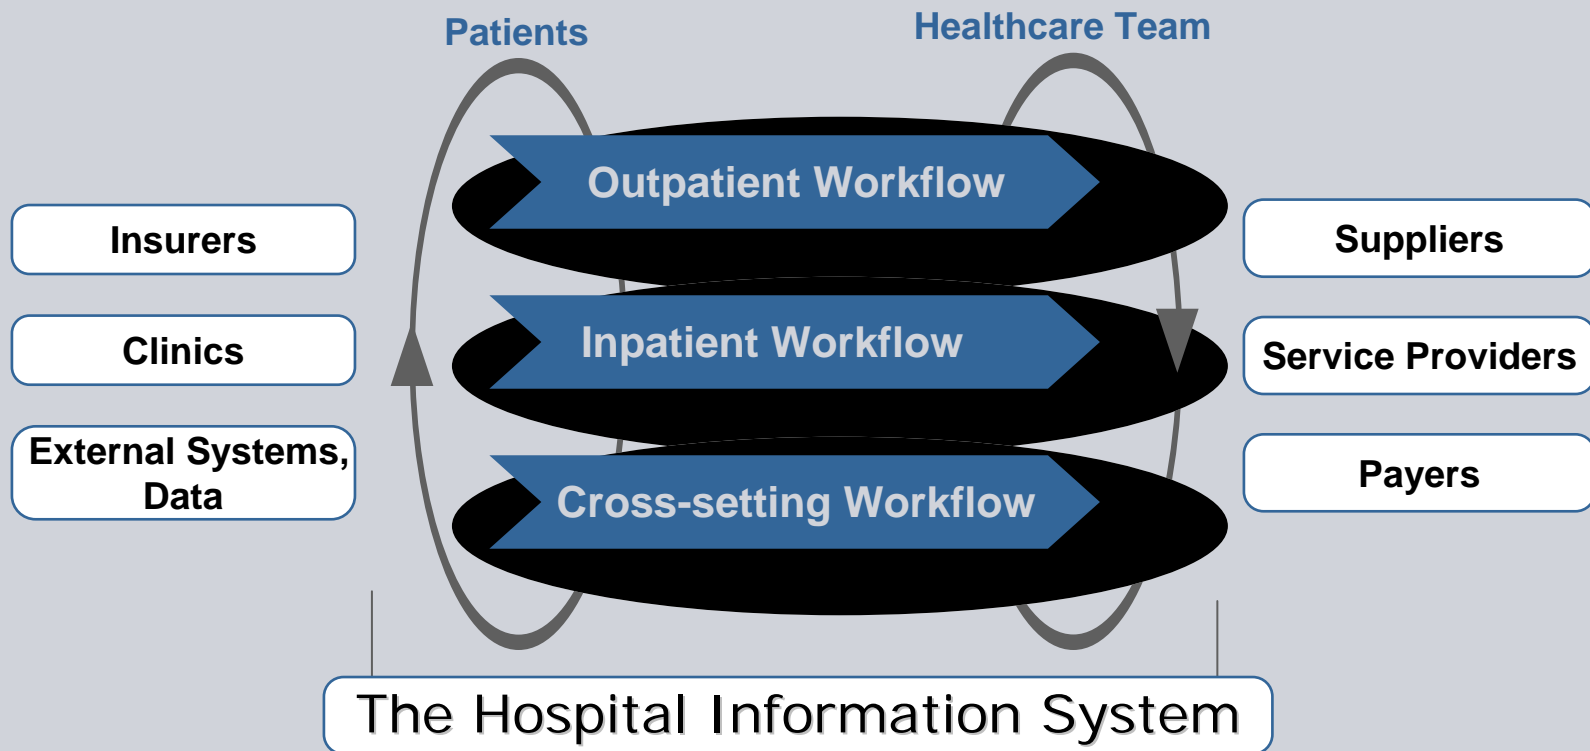 Patients
Healthcare Team
Outpatient Workflow
Insurers
Suppliers
Inpatient Workflow
Clinics
Service Providers
External Systems,
Data
Cross-setting Workflow
Payers
The Hospital Information System